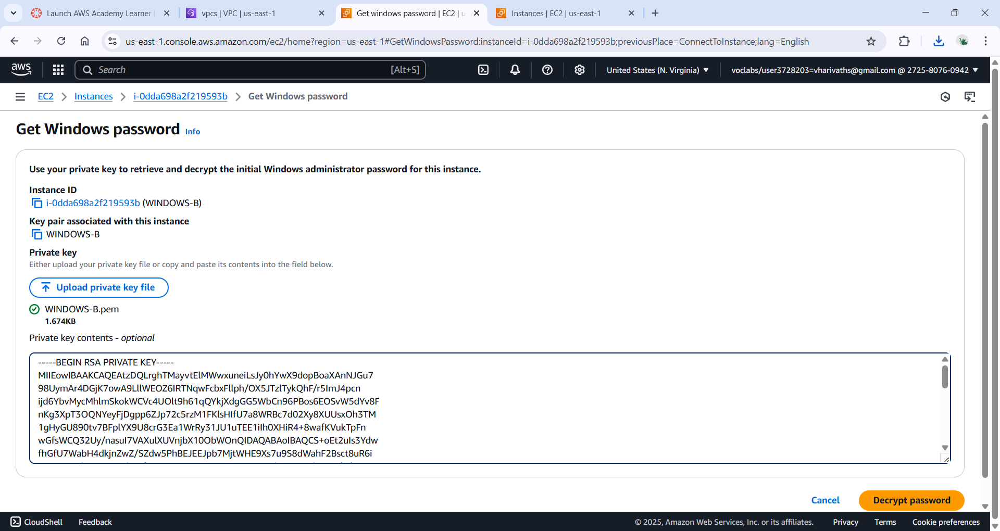 Launch AWS Academy Learner L
vpcs | VPC | us-east-1
Get windows password | EC2 | u
Instances | EC2 | us-east-1
us-east-1.console.aws.amazon.com/ec2/home?region=us-east-1#GetWindowsPassword:instanceId=i-0dda698a2f219593b;previousPlace=ConnectToInstance;lang=English
aws
Search
[Alt+S]
United States (N. Virginia)
voclabs/user3728203=vharivaths@gmail.com @ 2725-8076-0942
EC2
Instances
i-0dda698a2f219593b
Get Windows password
Get Windows password Info
Use your private key to retrieve and decrypt the initial Windows administrator password for this instance.
Instance ID
i-0dda698a2f219593b (WINDOWS-B)
Key pair associated with this instance
WINDOWS-B
Private key
Either upload your private key file or copy and paste its contents into the field below.
Upload private key file
WINDOWS-B.pem
1.674KB
Private key contents - optional
-----BEGIN RSA PRIVATE KEY-----
MIIEowIBAAKCAQEAtzDQLrghTMayvtElMWwxuneiLsJy0hYwX9dopBoaXAnNJGu7
98UymAr4DGjK7owA9LllWEOZ6IRTNqwFcbxFllph/OX5JTzlTykQhF/r5ImJ4pcn
ijd6YbvMycMhlmSkokWCVc4UOlt9h61qQYkjXdgGG5WbCn96PBos6EOSvW5dYv8F
nKg3XpT3OQNYeyFjDgpp6ZJp72c5rzM1FKlsHIfU7a8WRBc7d02Xy8XUUsxOh3TM
1gHyGU890tv7BFplYX9U8crG3Ea1WrRy31JU1uTEE1iIh0XHiR4+8wafKVukTpFn
wGfsWCQ32Uy/nasuI7VAXulXUVnjbX10ObWOnQIDAQABAoIBAQCS+oEt2uIs3Ydw
fhGfU7WabH4dkjnZwZ/SZdw5PhBEJEEJpb7MjtWHE9Xs7u9S8dWahF2Bsct8uR6i
Cancel
Decrypt password
CloudShell
Feedback
© 2025, Amazon Web Services, Inc. or its affiliates.
Privacy
Terms
Cookie preferences